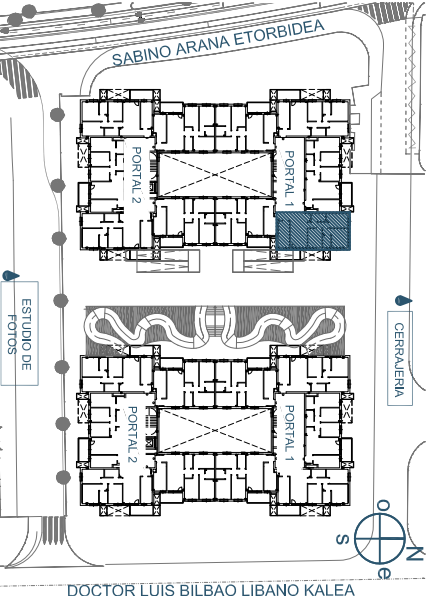 SABINO ARANA ETORBIDEA
PORTAL 2
PORTAL 1
ESTUDIO DE
FOTOS
CERRAJERIA
PORTAL 2
PORTAL 1
o
s
N
e
DOCTOR LUIS BILBAO LIBANO KALEA